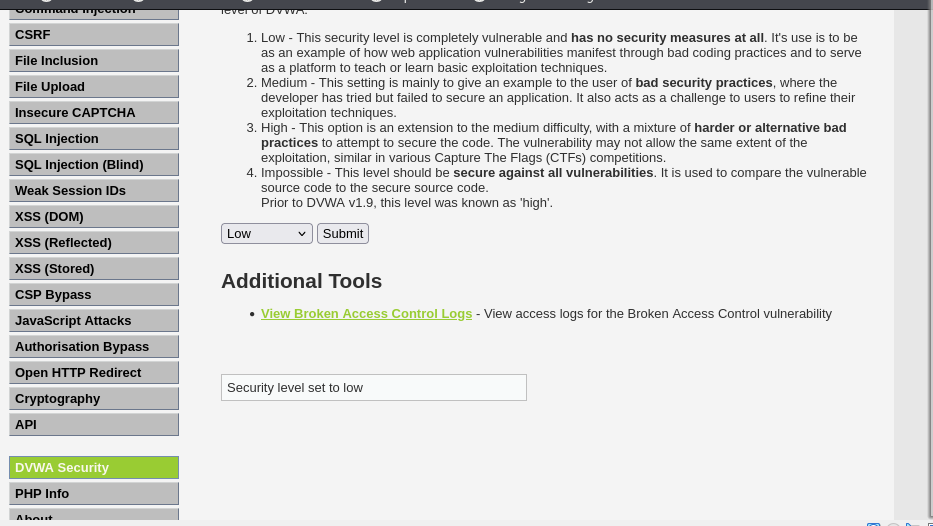 Command Injection
CSRF
File Inclusion
File Upload
Insecure CAPTCHA
SQL Injection
SQL Injection (Blind)
Weak Session IDs
XSS (DOM)
XSS (Reflected)
XSS (Stored)
CSP Bypass
JavaScript Attacks
Authorisation Bypass
Open HTTP Redirect
Cryptography
API
DVWA Security
PHP Info
About
level of DVWA:
1. Low - This security level is completely vulnerable and has no security measures at all. It's use is to be
as an example of how web application vulnerabilities manifest through bad coding practices and to serve
as a platform to teach or learn basic exploitation techniques.
2. Medium - This setting is mainly to give an example to the user of bad security practices, where the
developer has tried but failed to secure an application. It also acts as a challenge to users to refine their
exploitation techniques.
3. High - This option is an extension to the medium difficulty, with a mixture of harder or alternative bad
practices to attempt to secure the code. The vulnerability may not allow the same extent of the
exploitation, similar in various Capture The Flags (CTFs) competitions.
4. Impossible - This level should be secure against all vulnerabilities. It is used to compare the vulnerable
source code to the secure source code.
Prior to DVWA v1.9, this level was known as 'high'.
Low Submit
Additional Tools
• View Broken Access Control Logs - View access logs for the Broken Access Control vulnerability
Security level set to low